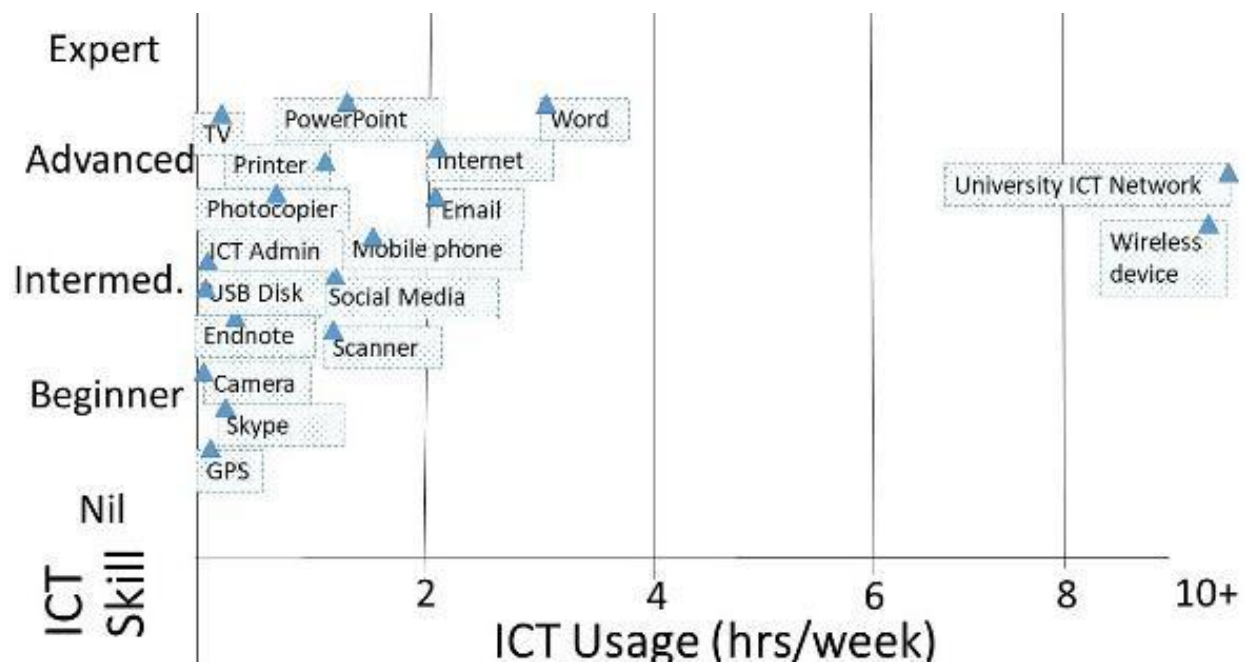 Expert
PowerPoint
Word
TV
Advanced
Printer
Internet
University ICT Network
Photocopier
Email
ICT Admin
Mobile phone
Wireless
device
Intermed.
USB Disk
Social Media
Endnote
Scanner
Beginner
Camera
Skype
GPS
Nil
ICT
Skill
2
4
6
8
10+
ICT Usage (hrs/week)